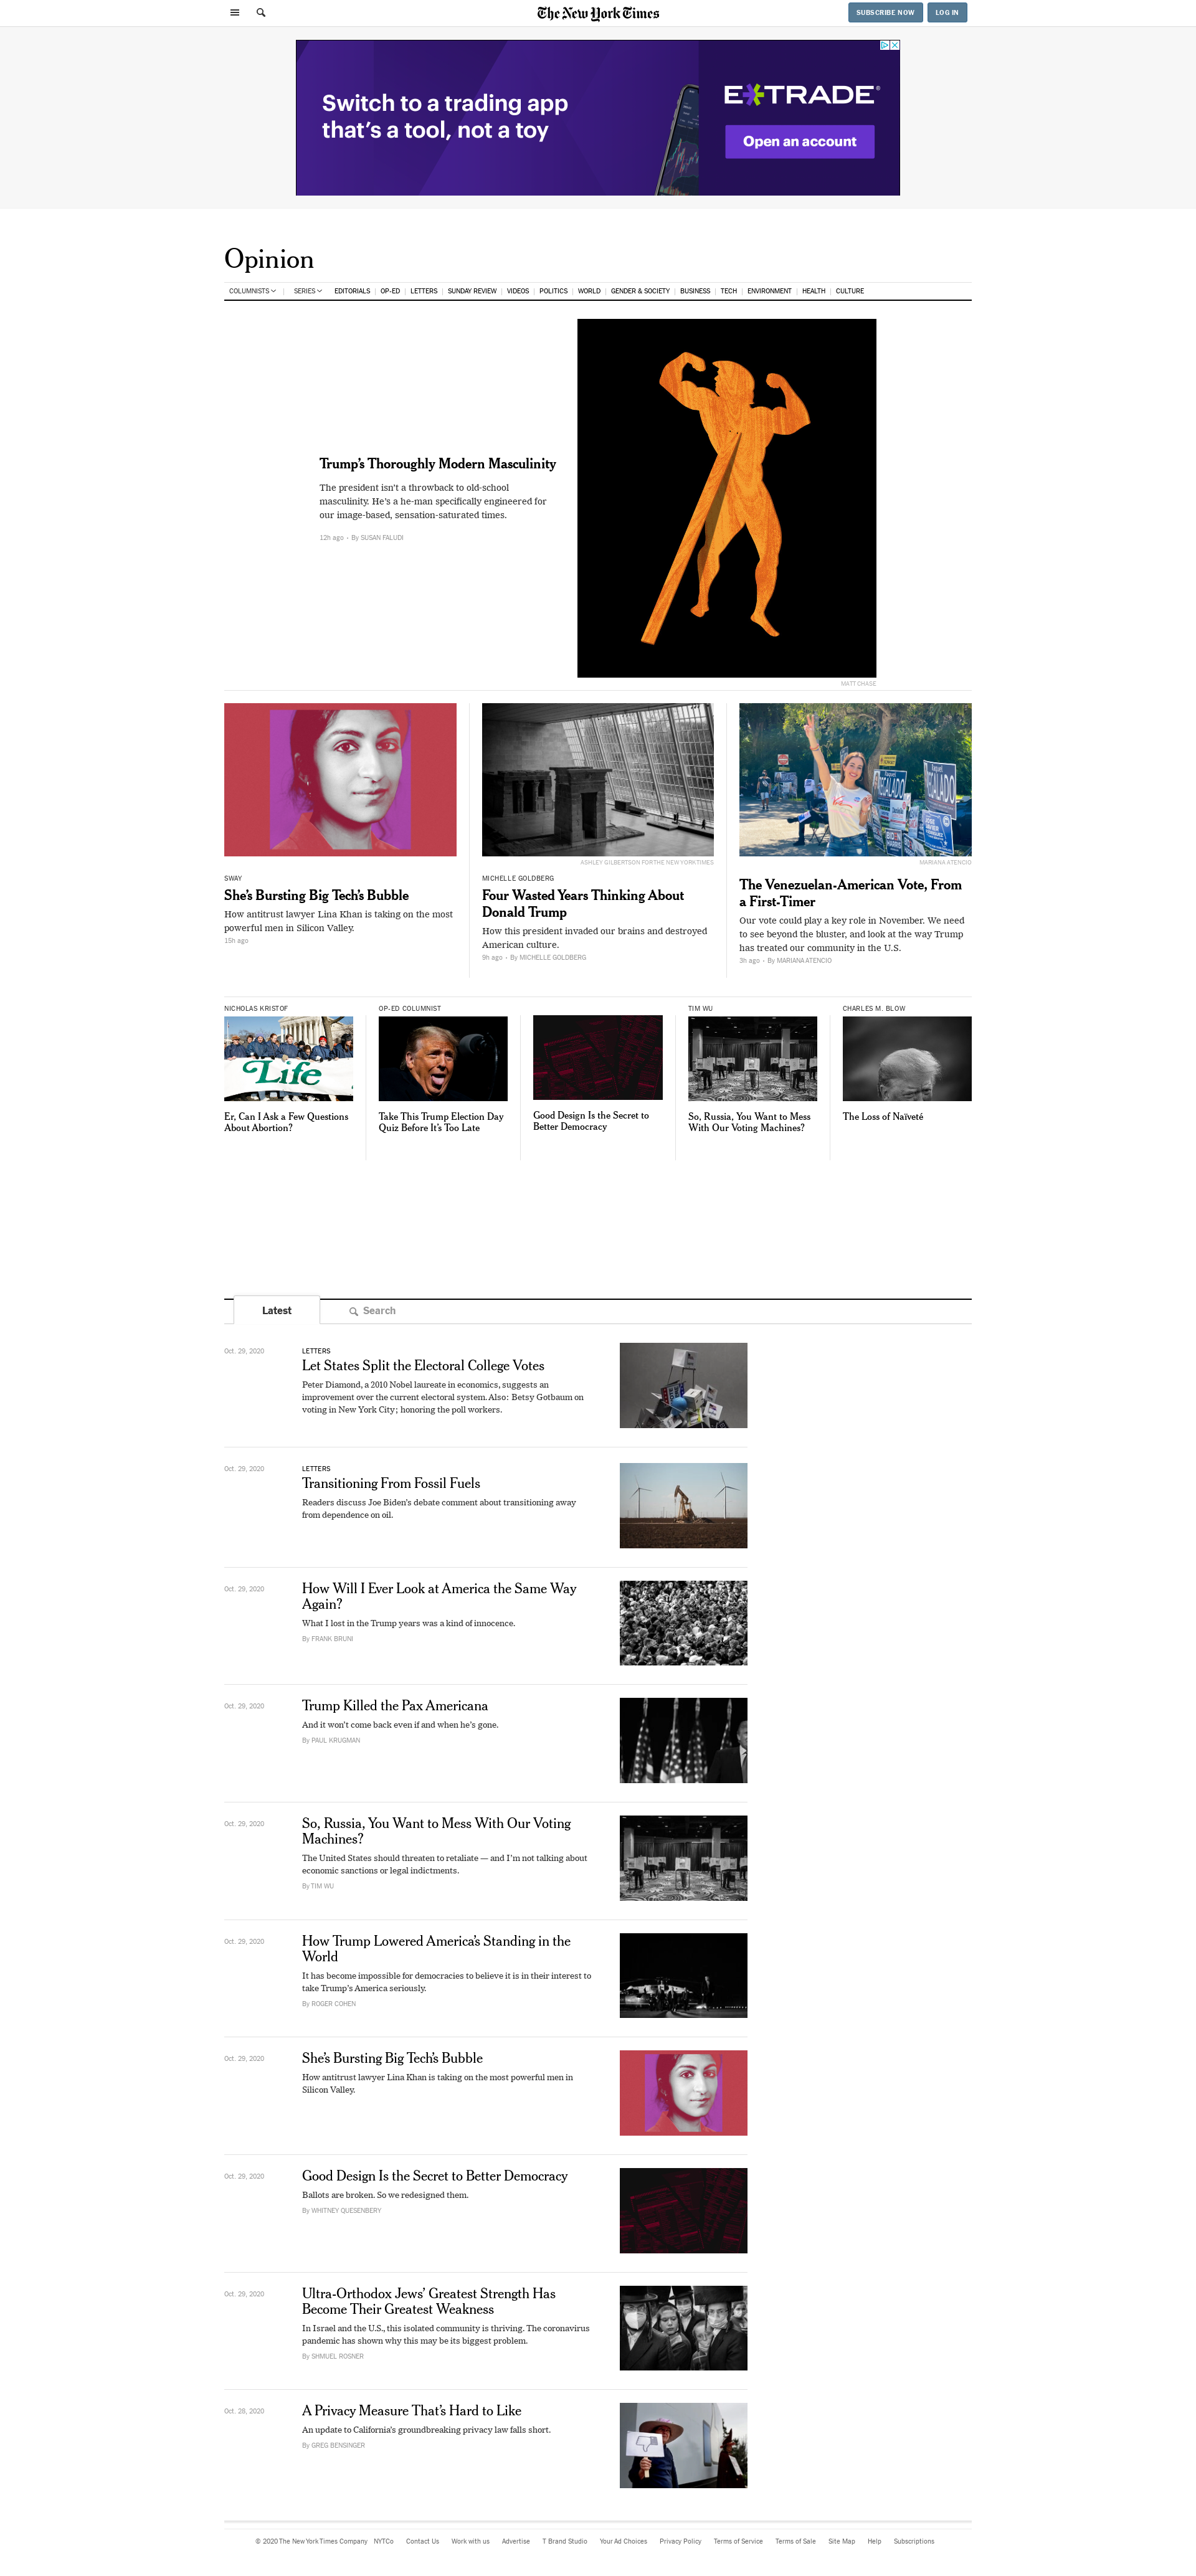 The New York Times
SUBSCRIBE NOW
LOG IN
Switch to a trading app
that's a tool, not a toy
E*TRADE®
Open an account
Opinion
COLUMNISTS
SERIES
EDITORIALS
OP-ED
LETTERS
SUNDAY REVIEW
VIDEOS
POLITICS
WORLD
GENDER & SOCIETY
BUSINESS
TECH
ENVIRONMENT
HEALTH
CULTURE
Trump's Thoroughly Modern Masculinity
The president isn't a throwback to old-school
masculinity. He's a he-man specifically engineered for
our image-based, sensation-saturated times.
12h ago • By SUSAN FALUDI
MATT CHASE
SWAY
She's Bursting Big Tech's Bubble
How antitrust lawyer Lina Khan is taking on the most
powerful men in Silicon Valley.
15h ago
ASHLEY GILBERTSON FOR THE NEW YORK TIMES
MICHELLE GOLDBERG
Four Wasted Years Thinking About
Donald Trump
How this president invaded our brains and destroyed
American culture.
9h ago • By MICHELLE GOLDBERG
MARIANA ATENCIO
The Venezuelan-American Vote, From
a First-Timer
Our vote could play a key role in November. We need
to see beyond the bluster, and look at the way Trump
has treated our community in the U.S.
3h ago • By MARIANA ATENCIO
NICHOLAS KRISTOF
Life
Er, Can I Ask a Few Questions
About Abortion?
OP-ED COLUMNIST
Take This Trump Election Day
Quiz Before It's Too Late
Good Design Is the Secret to
Better Democracy
TIM WU
So, Russia, You Want to Mess
With Our Voting Machines?
CHARLES M. BLOW
The Loss of Naïveté
Latest
Search
Oct. 29, 2020
LETTERS
Let States Split the Electoral College Votes
Peter Diamond, a 2010 Nobel laureate in economics, suggests an
improvement over the current electoral system. Also: Betsy Gotbaum on
voting in New York City; honoring the poll workers.
Oct. 29, 2020
LETTERS
Transitioning From Fossil Fuels
Readers discuss Joe Biden's debate comment about transitioning away
from dependence on oil.
Oct. 29, 2020
How Will I Ever Look at America the Same Way
Again?
What I lost in the Trump years was a kind of innocence.
By FRANK BRUNI
Oct. 29, 2020
Trump Killed the Pax Americana
And it won't come back even if and when he's gone.
By PAUL KRUGMAN
Oct. 29, 2020
So, Russia, You Want to Mess With Our Voting
Machines?
The United States should threaten to retaliate — and I'm not talking about
economic sanctions or legal indictments.
By TIM WU
Oct. 29, 2020
How Trump Lowered America's Standing in the
World
It has become impossible for democracies to believe it is in their interest to
take Trump's America seriously.
By ROGER COHEN
Oct. 29, 2020
She's Bursting Big Tech's Bubble
How antitrust lawyer Lina Khan is taking on the most powerful men in
Silicon Valley.
Oct. 29, 2020
Good Design Is the Secret to Better Democracy
Ballots are broken. So we redesigned them.
By WHITNEY QUESENBERY
Oct. 29, 2020
Ultra-Orthodox Jews' Greatest Strength Has
Become Their Greatest Weakness
In Israel and the U.S., this isolated community is thriving. The coronavirus
pandemic has shown why this may be its biggest problem.
By SHMUEL ROSNER
Oct. 28, 2020
A Privacy Measure That's Hard to Like
An update to California's groundbreaking privacy law falls short.
By GREG BENSINGER
© 2020 The New York Times Company NYTCo Contact Us Work with us Advertise T Brand Studio Your Ad Choices Privacy Policy Terms of Service Terms of Sale Site Map Help Subscriptions